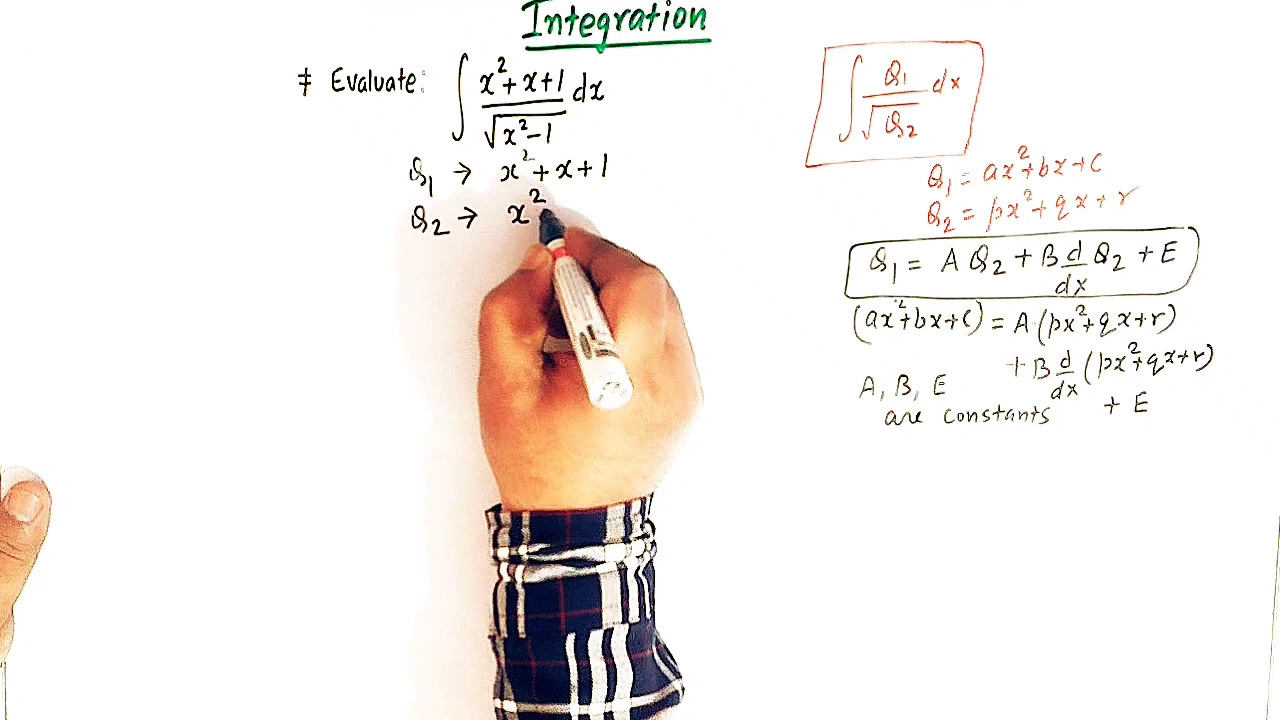 Integration
# Evaluate: ∫ x²+x+1 / √x²-1 dx
Q₁ → x²+x+1
Q₂ → x²
∫ Q₁ / √Q₂ dx
Q₁ = ax²+bx+c
Q₂ = px²+qx+r
Q₁ = A Q₂ + B d/dx Q₂ + E
(ax²+bx+c) = A(px²+qx+r)
+ B d/dx (px²+qx+r)
+ E
A, B, E
are constants